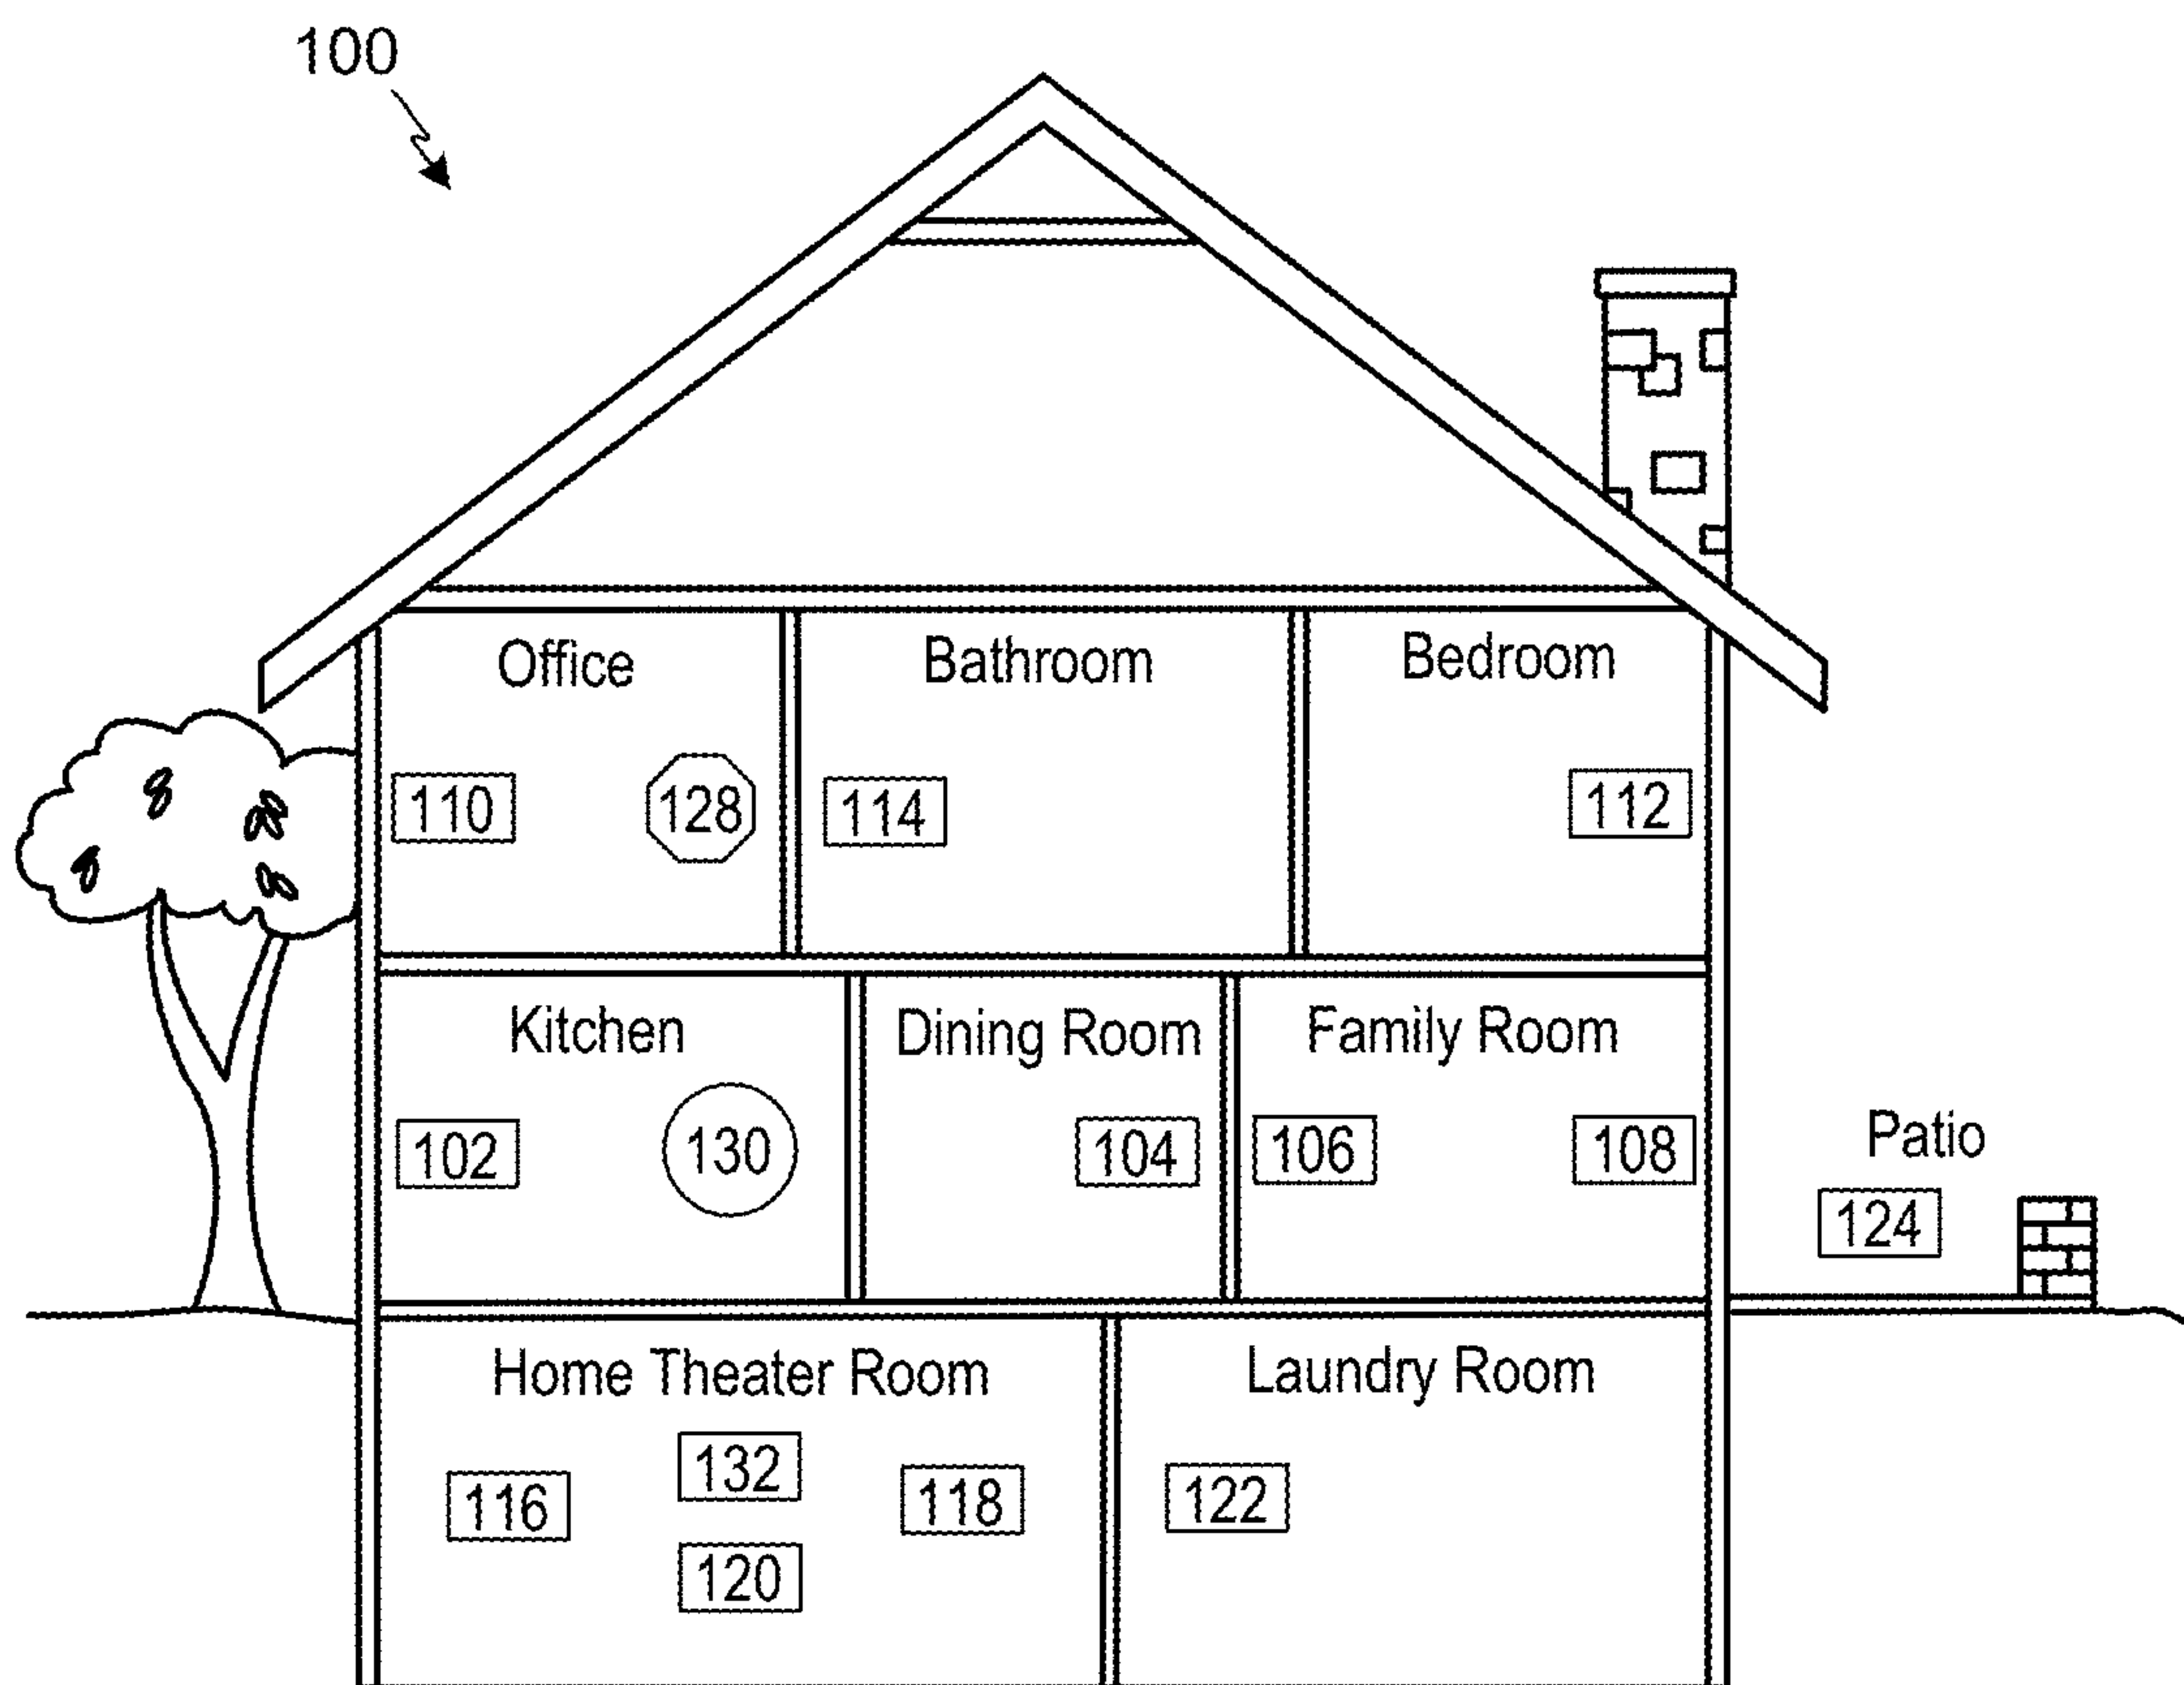 100
Office Bathroom Bedroom
110 128 114 112
Kitchen Dining Room Family Room
102 130 104 106 108
Patio
124
Home Theater Room Laundry Room
132
116 118 122
120